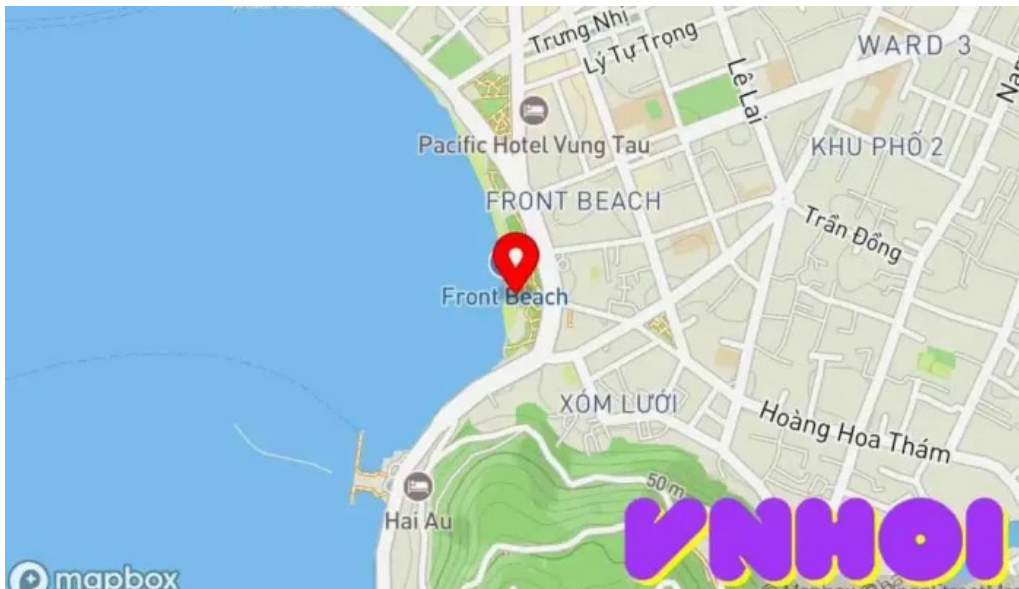 Trưng Nhị
Lý Tự Trọng
WARD 3
Lê Lai
Pacific Hotel Vung Tau
KHU PHỐ 2
FRONT BEACH
Trần Đồng
Front Beach
XÓM LƯỚI
Hoàng Hoa Thám
50 m
Hai Au
VNHOI
mapbox